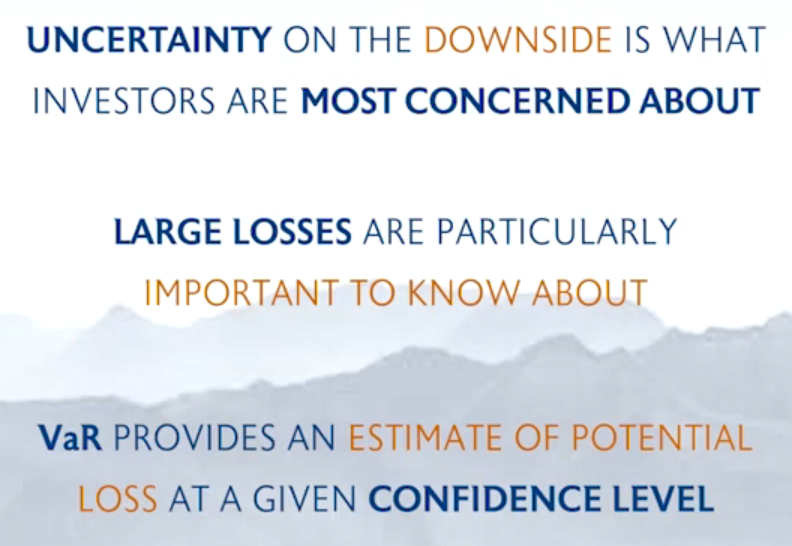 UNCERTAINTY ON THE DOWNSIDE IS WHAT
INVESTORS ARE MOST CONCERNED ABOUT
LARGE LOSSES ARE PARTICULARLY
IMPORTANT TO KNOW ABOUT
VaR PROVIDES AN ESTIMATE OF POTENTIAL
LOSS AT A GIVEN CONFIDENCE LEVEL